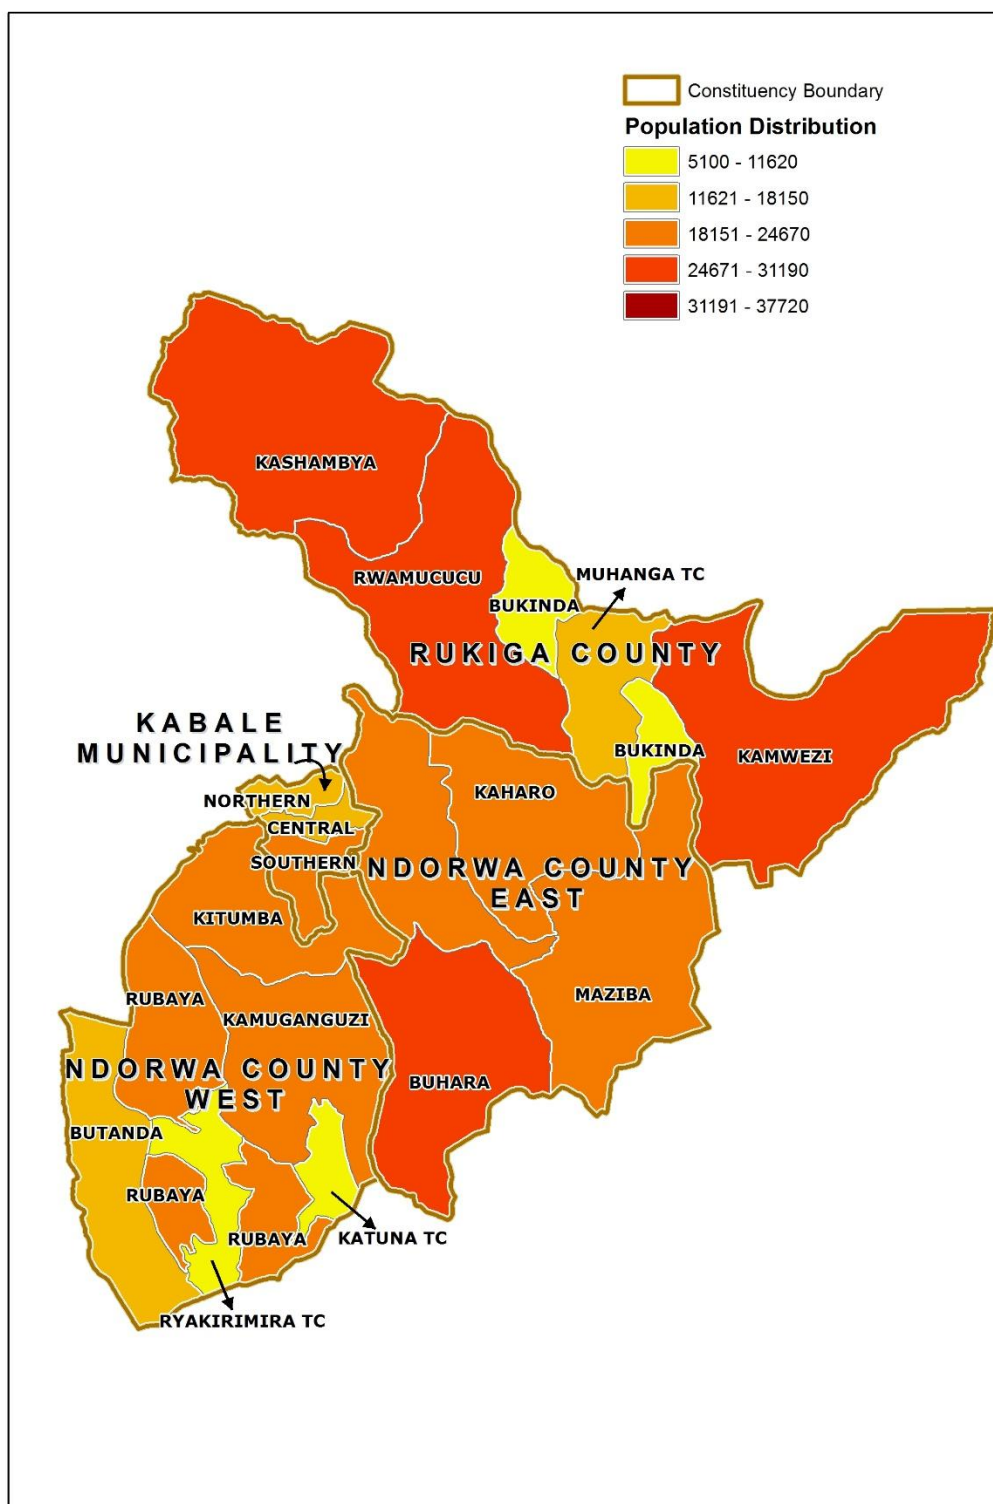 Constituency Boundary
Population Distribution
5100 - 11620
11621 - 18150
18151 - 24670
24671 - 31190
31191 - 37720
KASHAMBYA
RWAMUCUCU
MUHANGA TC
BUKINDA
RUKIGA COUNTY
KABALE
MUNICIPALITY
BUKINDA
KAMWEZI
KAHARO
NORTHERN
CENTRAL
SOUTHERN
NDORWA COUNTY
EAST
KITUMBA
RUBAYA
MAZIBA
KAMUGANGUZI
NDORWA COUNTY
WEST
BUHARA
BUTANDA
RUBAYA
RUBAYA
KATUNA TC
RYAKIRIMIRA TC